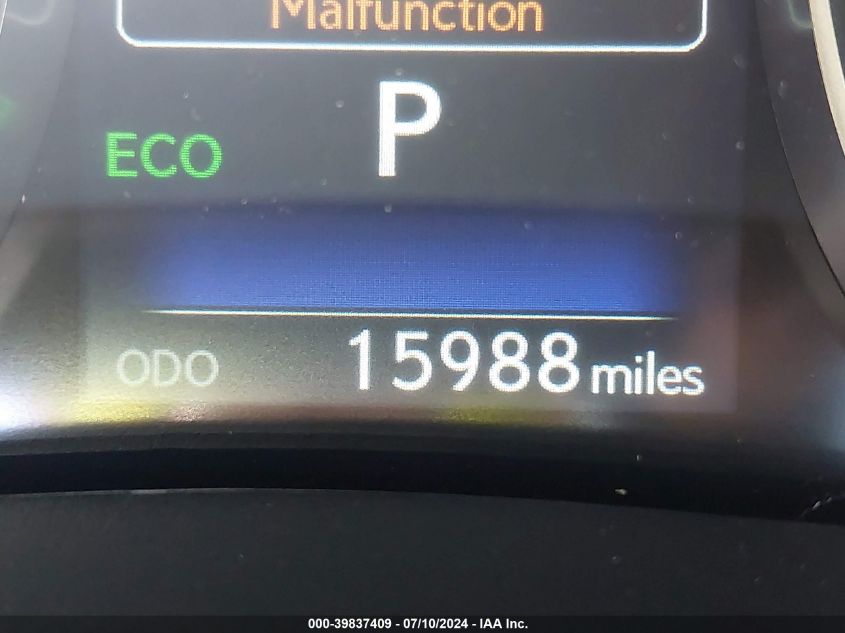 Malfunction
P
ECO
ODO 15988 miles
000-39837409 - 07/10/2024 - IAA Inc.